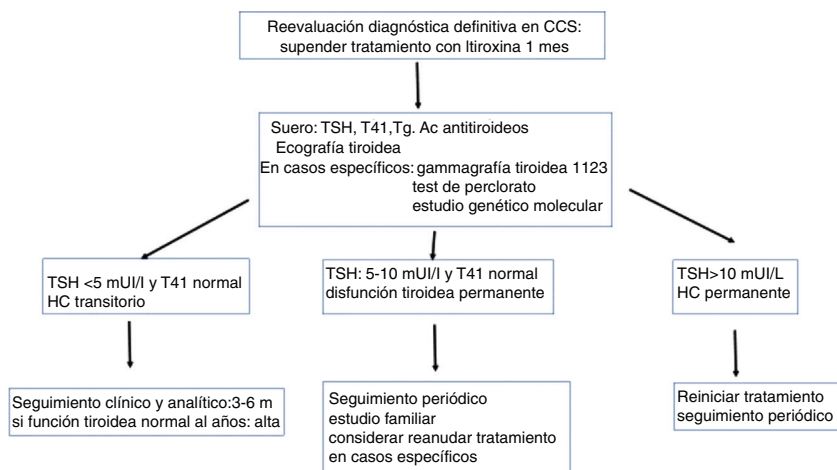 Reevaluación diagnóstica definitiva en CCS:
supender tratamiento con ltiroxina 1 mes
Suero: TSH, T41,Tg. Ac antitiroideos
Ecografía tiroidea
En casos específicos: gammagrafía tiroidea 1123
test de perclorato
estudio genético molecular
TSH <5 mUI/l y T41 normal
HC transitorio
TSH: 5-10 mUI/l y T41 normal
disfunción tiroidea permanente
TSH>10 mUI/L
HC permanente
Seguimiento clínico y analítico:3-6 m
si función tiroidea normal al años: alta
Seguimiento periódico
estudio familiar
considerar reanudar tratamiento
en casos específicos
Reiniciar tratamiento
seguimiento periódico